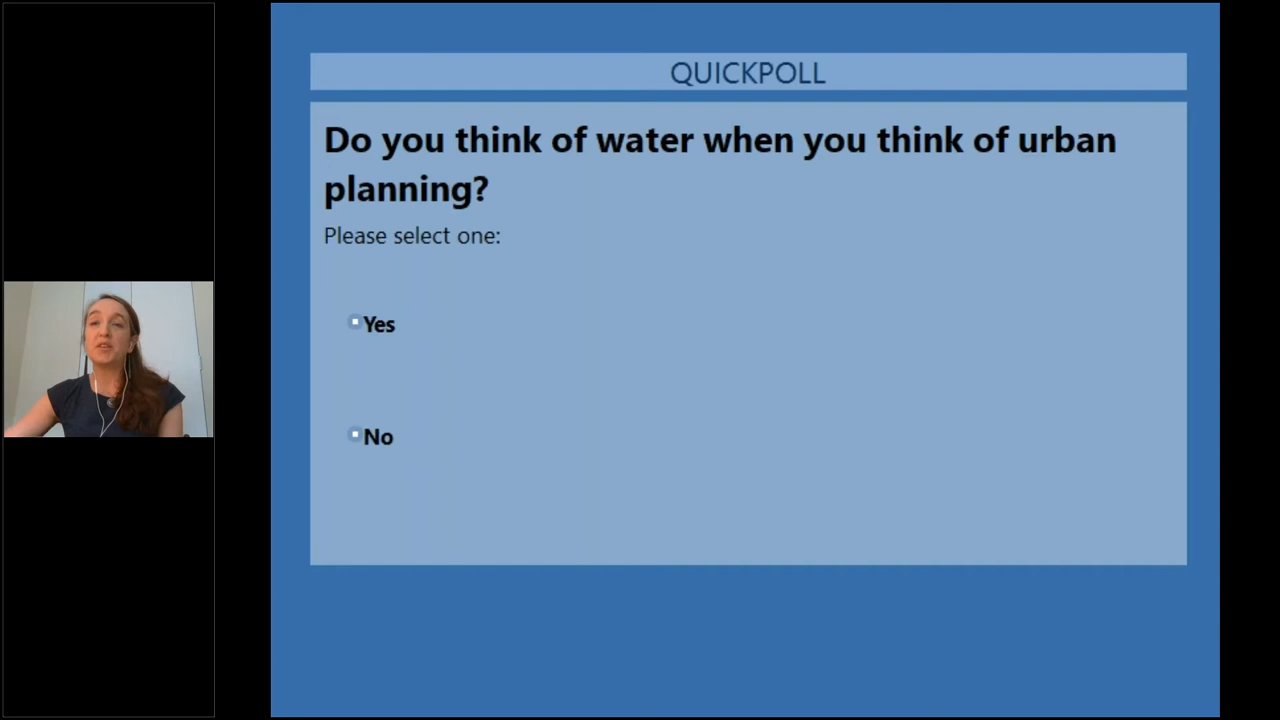 QUICKPOLL
Do you think of water when you think of urban
planning?
Please select one:
Yes
No